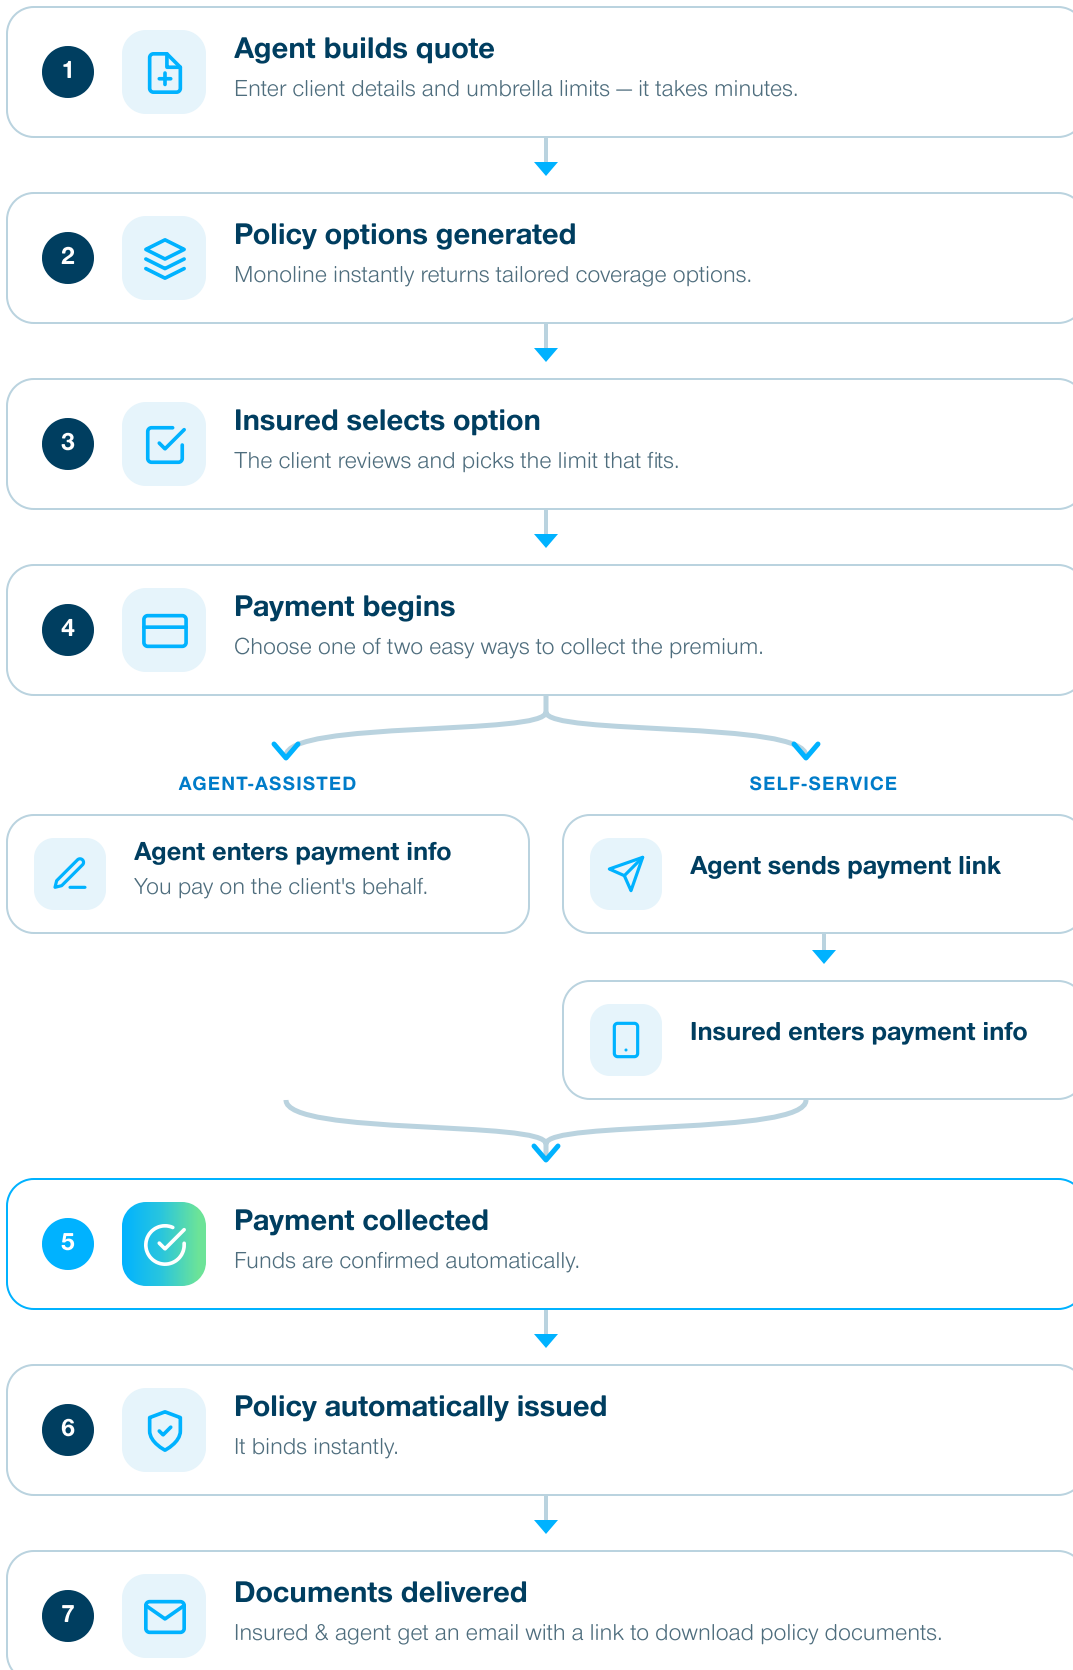 1
Agent builds quote
Enter client details and umbrella limits — it takes minutes.
2
Policy options generated
Monoline instantly returns tailored coverage options.
3
Insured selects option
The client reviews and picks the limit that fits.
4
Payment begins
Choose one of two easy ways to collect the premium.
AGENT-ASSISTED
Agent enters payment info
You pay on the client's behalf.
SELF-SERVICE
Agent sends payment link
Insured enters payment info
5
Payment collected
Funds are confirmed automatically.
6
Policy automatically issued
It binds instantly.
7
Documents delivered
Insured & agent get an email with a link to download policy documents.